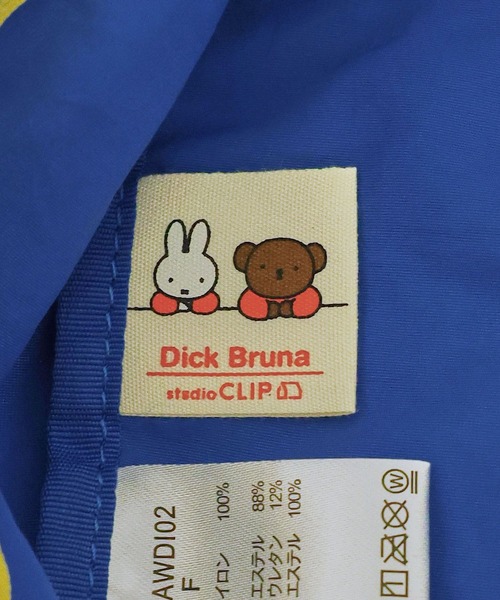 Dick Bruna
studio CLIP
AWDI02
F
イロン 100%
エステル 88%
ウレタン 12%
エステル 100%
W